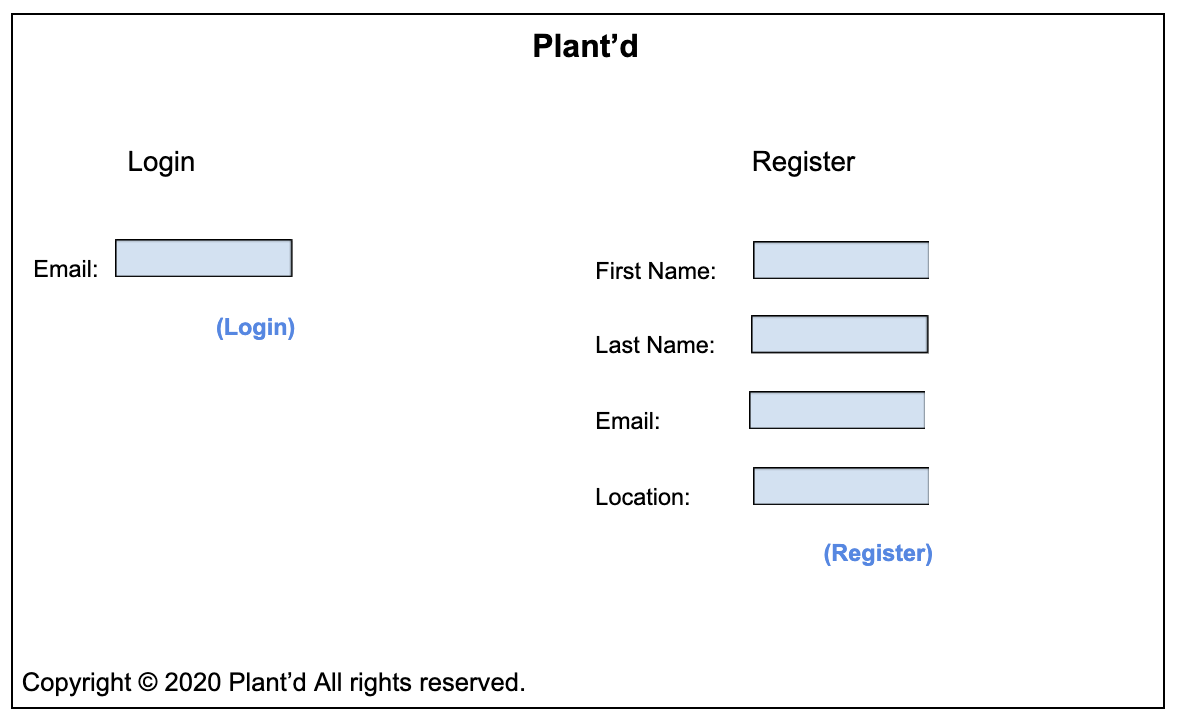 Plant’d
Login
Email:
(Login)
Register
First Name:
Last Name:
Email:
Location:
(Register)
Copyright © 2020 Plant’d All rights reserved.